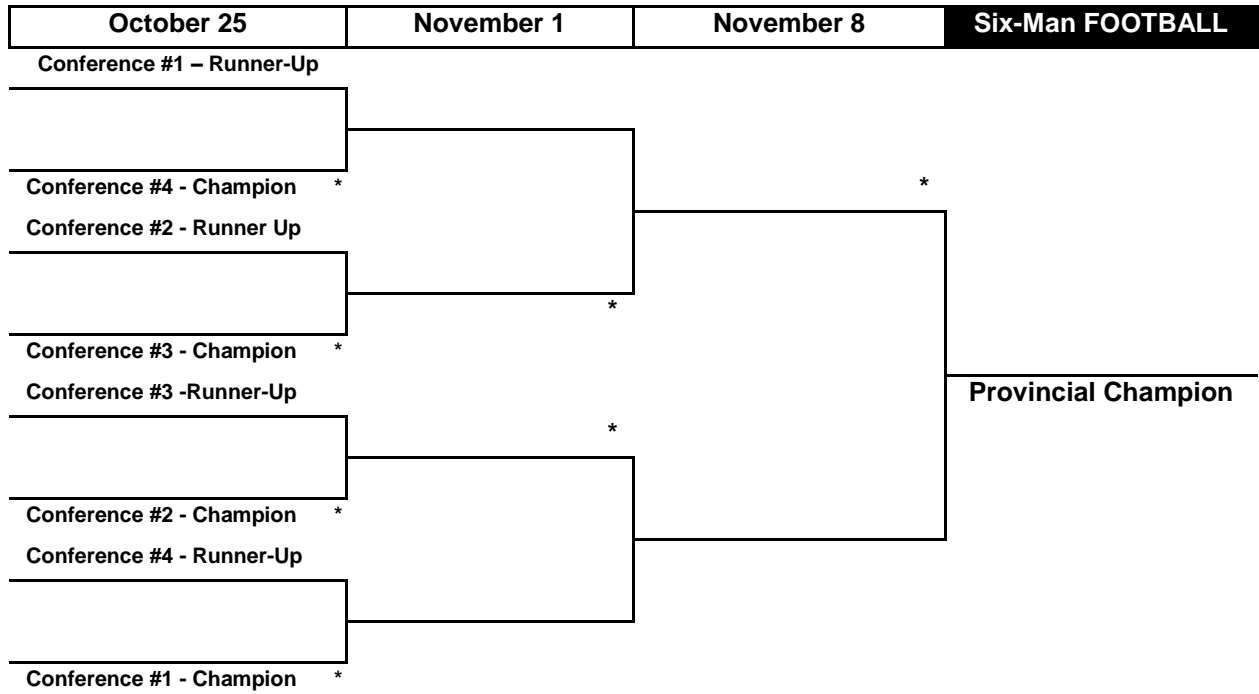 October 25 November 1 November 8 Six-Man FOOTBALL
Conference #1 – Runner-Up
Conference #4 - Champion *
*
Conference #2 - Runner Up
*
Conference #3 - Champion *
Conference #3 -Runner-Up
Provincial Champion
*
Conference #2 - Champion *
Conference #4 - Runner-Up
Conference #1 - Champion *